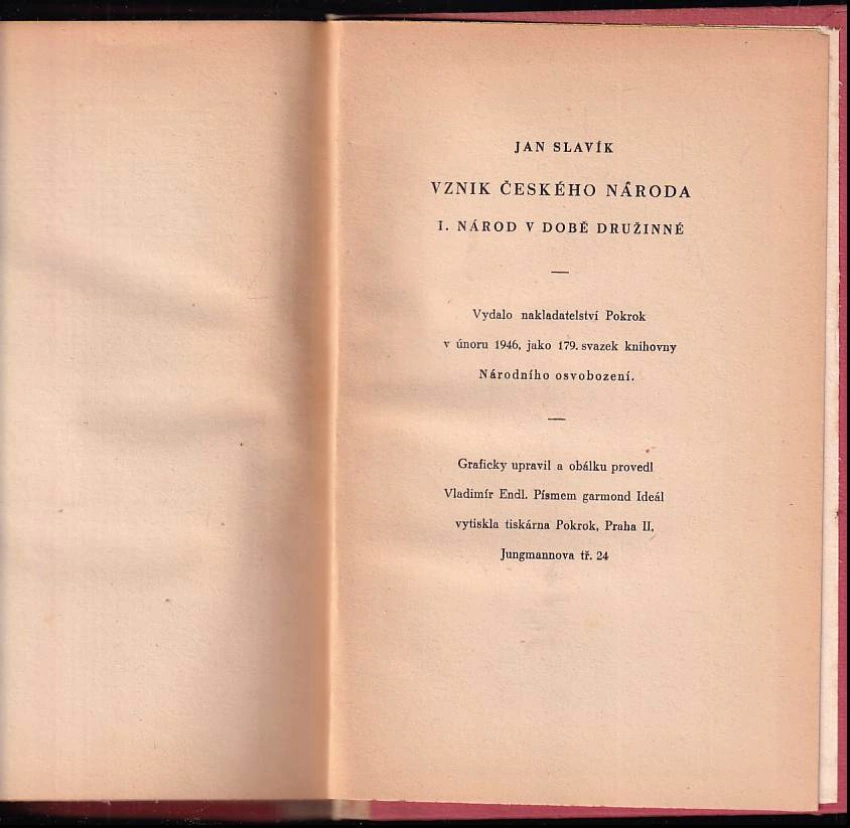 JAN SLAVÍK
VZNIK ČESKÉHO NÁRODA
I. NÁROD V DOBĚ DRUŽINNÉ
Vydalo nakladatelství Pokrok
v únoru 1946, jako 179. svazek knihovny
Národního osvobození.
Graficky upravil a obálku provedl
Vladimír Endl. Písmem garmond Ideál
vytiskla tiskárna Pokrok, Praha II,
Jungmannova tř. 24